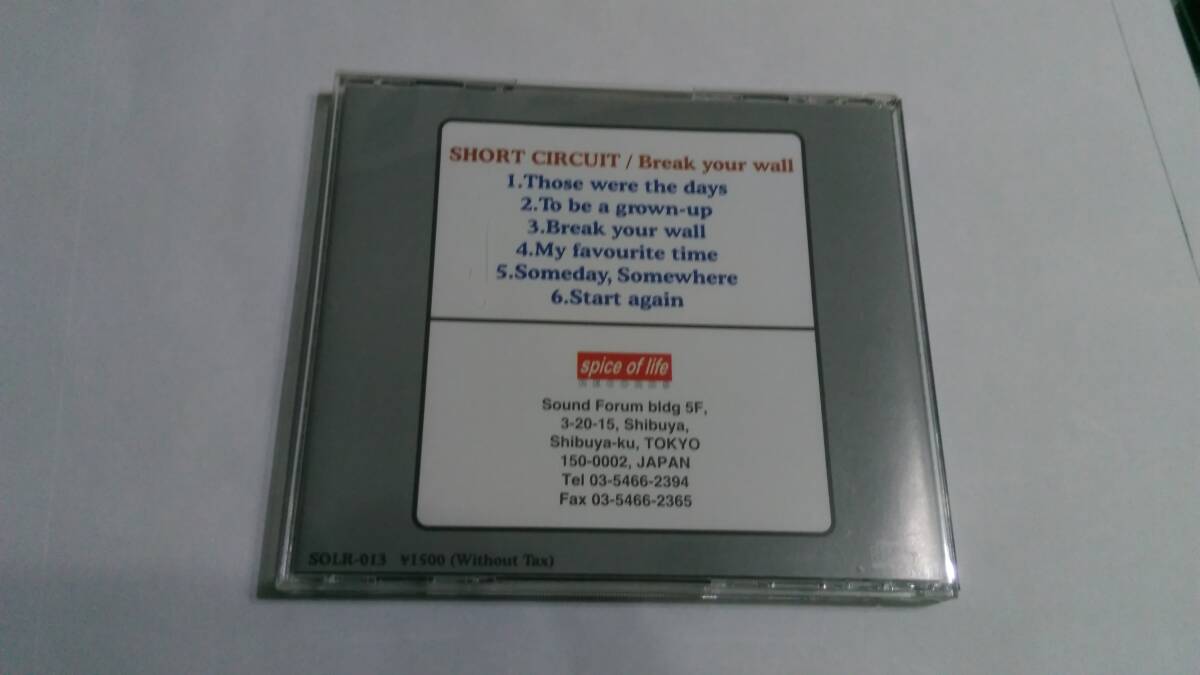 SHORT CIRCUIT / Break your wall
1.Those were the days
2.To be a grown-up
3.Break your wall
4.My favourite time
5.Someday, Somewhere
6.Start again
spice of life
Sound Forum bldg 5F,
3-20-15, Shibuya,
Shibuya-ku, TOKYO
150-0002, JAPAN
Tel 03-5466-2394
Fax 03-5466-2365
SOLR-013 ¥1500 (Without Tax)